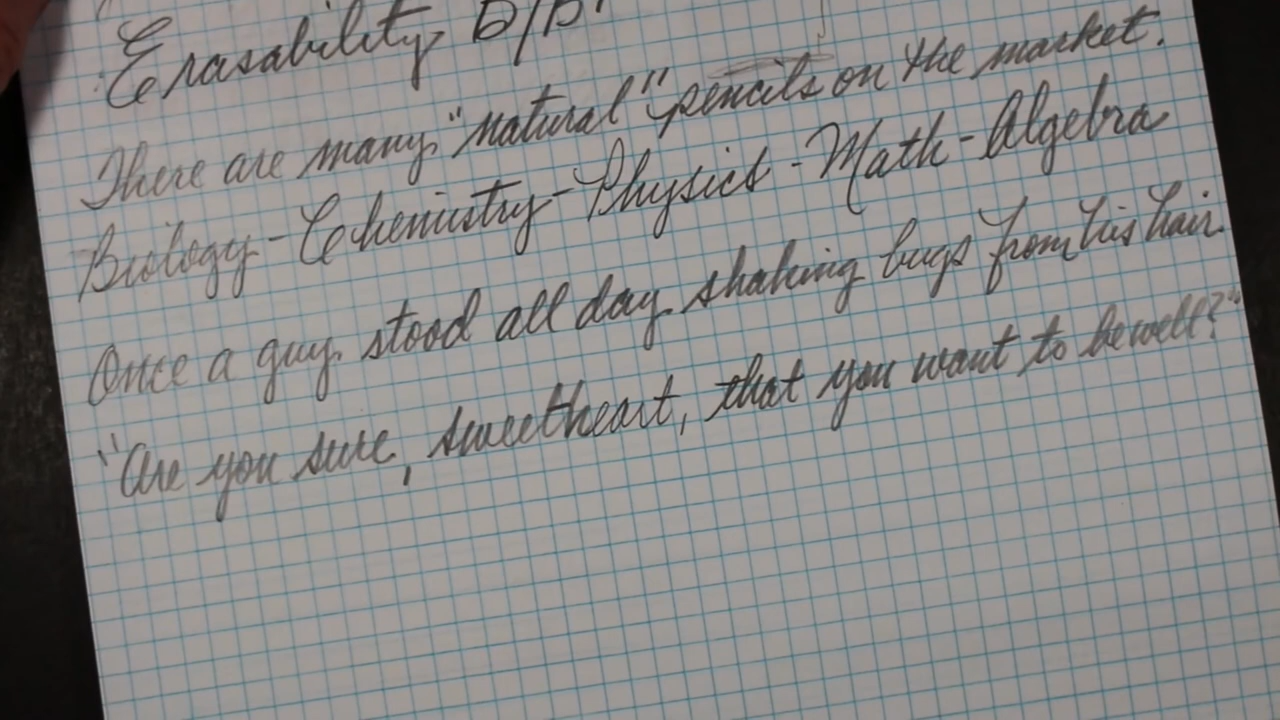 Erasability B/B+
There are many "natural" pencils on the market.
Biology - Chemistry - Physics - Math - Algebra
Once a guy stood all day shaking bugs from his hair.
"Are you sure, sweetheart, that you want to be well?"